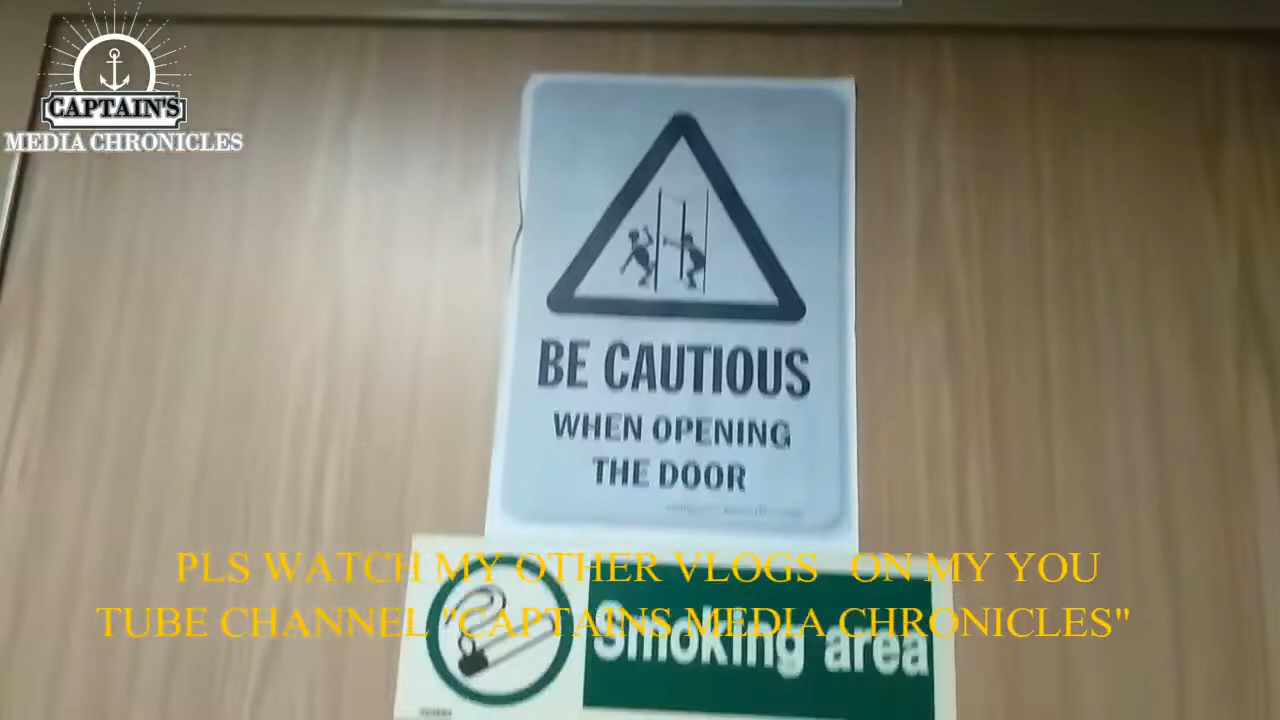 CAPTAIN'S
MEDIA CHRONICLES
BE CAUTIOUS
WHEN OPENING
THE DOOR
PLS WATCH MY OTHER VLOGS ON MY YOU
TUBE CHANNEL "CAPTAINS MEDIA CHRONICLES"
Smoking area